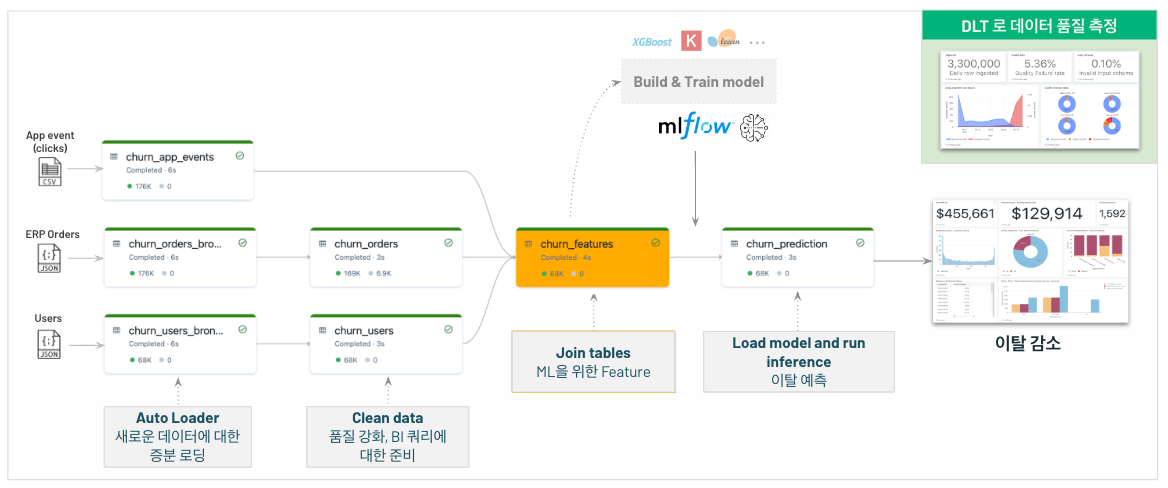 DLT 로 데이터 품질 측정
3,300,000
Daily row ingested
5.36%
Quality Failure rate
0.10%
Invalid input schema
XGBoost
K
learn
...
Build & Train model
mlflow
App event
(clicks)
CSV
churn_app_events
Completed · 6s
176K
0
ERP Orders
{:}
JSON
churn_orders_bro...
Completed · 6s
176K
0
churn_orders
Completed · 3s
169K
6.9K
churn_features
Completed · 4s
68K
0
churn_prediction
Completed · 3s
68K
0
$455,661
$129,914
1,592
이탈 감소
Users
{:}
JSON
churn_users_bron...
Completed · 6s
68K
0
churn_users
Completed · 3s
68K
0
Join tables
ML을 위한 Feature
Load model and run
inference
이탈 예측
Auto Loader
새로운 데이터에 대한
증분 로딩
Clean data
품질 강화, BI 쿼리에
대한 준비